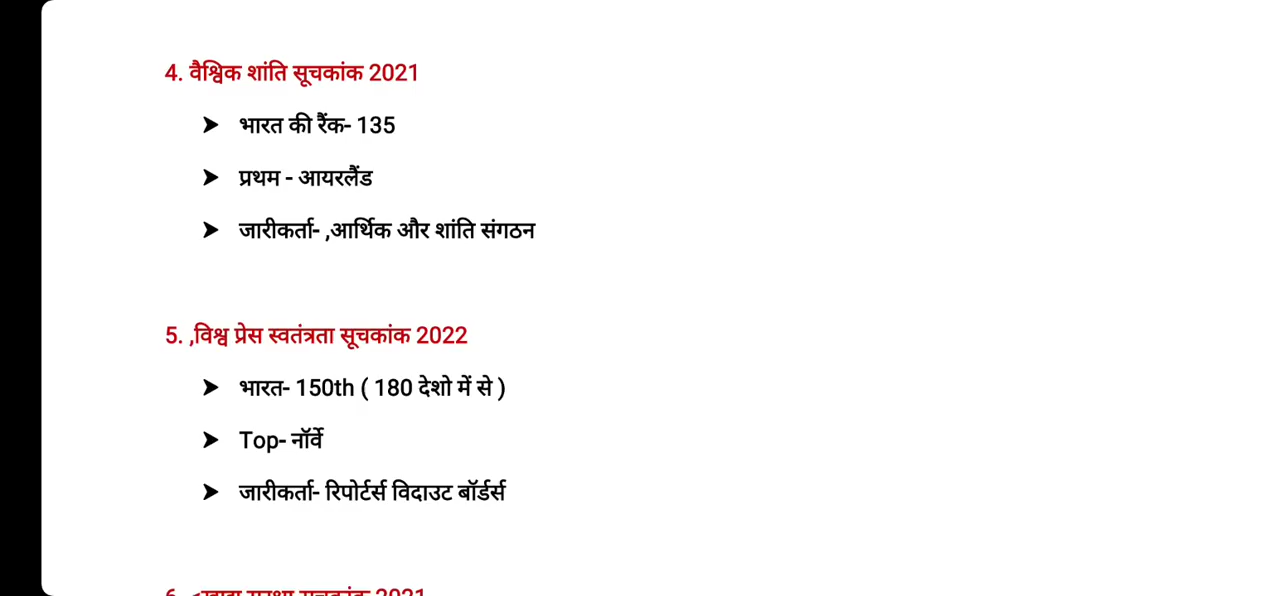 4. वैश्विक शांति सूचकांक 2021
➤ भारत की रैंक- 135
➤ प्रथम - आयरलैंड
➤ जारीकर्ता- ,आर्थिक और शांति संगठन
5. ,विश्व प्रेस स्वतंत्रता सूचकांक 2022
➤ भारत- 150th ( 180 देशो में से )
➤ Top- नॉर्वे
➤ जारीकर्ता- रिपोर्टर्स विदाउट बॉर्डर्स